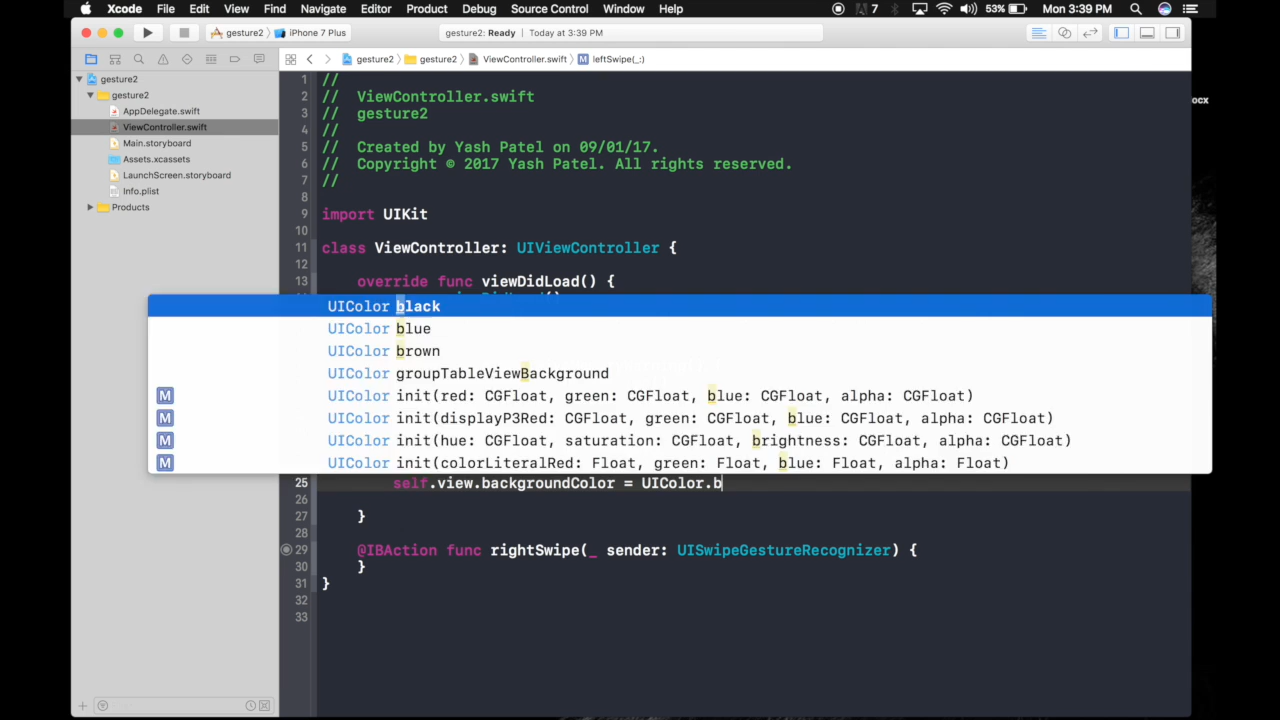 Xcode File Edit View Find Navigate Editor Product Debug Source Control Window Help 7 53% Mon 3:39 PM
gesture2 iPhone 7 Plus gesture2: Ready Today at 3:39 PM
gesture2 gesture2 ViewController.swift M leftSwipe(_:)
gesture2
gesture2
AppDelegate.swift
ViewController.swift
Main.storyboard
Assets.xcassets
LaunchScreen.storyboard
Info.plist
Products
ocx
1 //
2 // ViewController.swift
3 // gesture2
4 //
5 // Created by Yash Patel on 09/01/17.
6 // Copyright © 2017 Yash Patel. All rights reserved.
7 //
8
9 import UIKit
10
11 class ViewController: UIViewController {
12
13 override func viewDidLoad() {
UIColor black
UIColor blue
UIColor brown
UIColor groupTableViewBackground
M UIColor init(red: CGFloat, green: CGFloat, blue: CGFloat, alpha: CGFloat)
M UIColor init(displayP3Red: CGFloat, green: CGFloat, blue: CGFloat, alpha: CGFloat)
M UIColor init(hue: CGFloat, saturation: CGFloat, brightness: CGFloat, alpha: CGFloat)
M UIColor init(colorLiteralRed: Float, green: Float, blue: Float, alpha: Float)
25 self.view.backgroundColor = UIColor.b
26
27 }
28
29 @IBAction func rightSwipe(_ sender: UISwipeGestureRecognizer) {
30 }
31 }
32
33